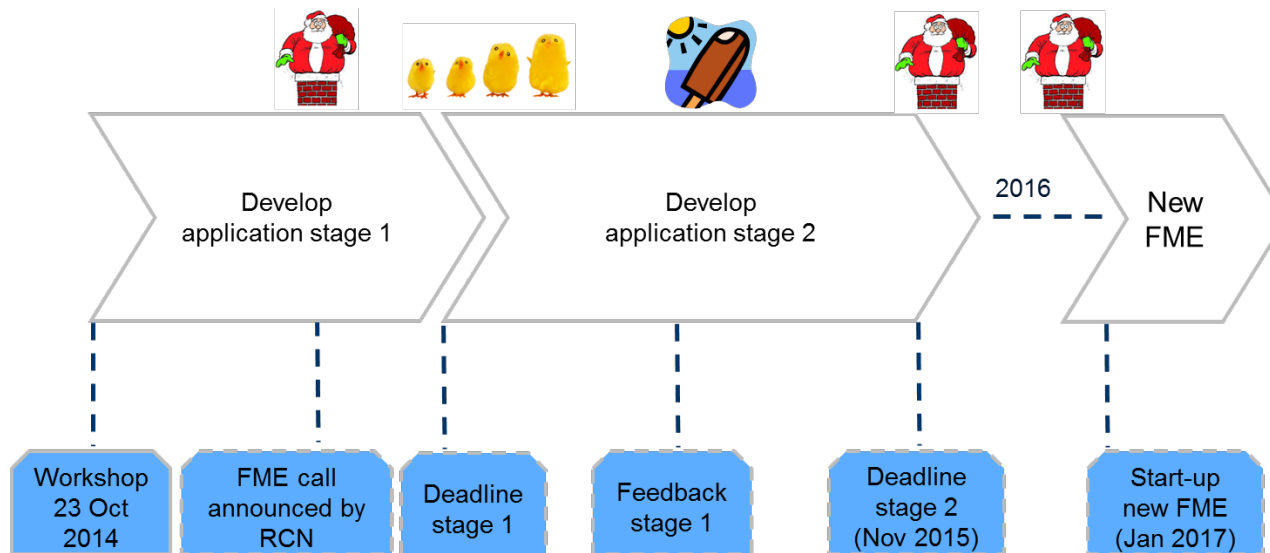 Develop
application stage 1
Develop
application stage 2
2016
New
FME
Workshop
23 Oct
2014
FME call
announced by
RCN
Deadline
stage 1
Feedback
stage 1
Deadline
stage 2
(Nov 2015)
Start-up
new FME
(Jan 2017)